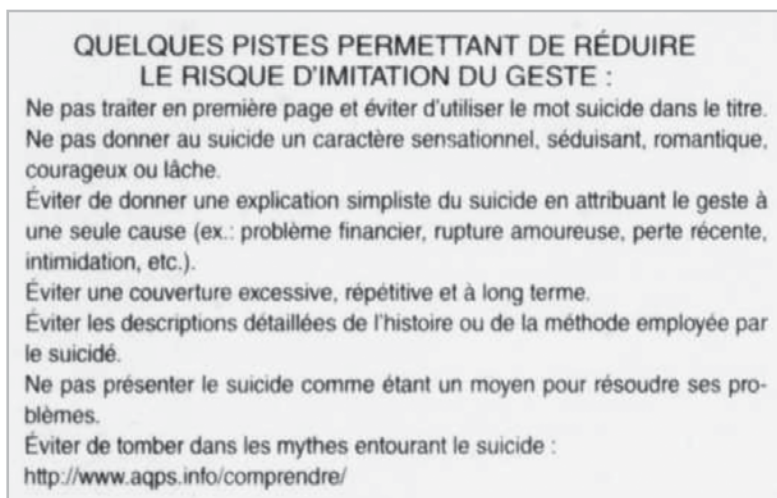 QUELQUES PISTES PERMETTANT DE RÉDUIRE
LE RISQUE D'IMITATION DU GESTE :
Ne pas traiter en première page et éviter d'utiliser le mot suicide dans le titre.
Ne pas donner au suicide un caractère sensationnel, séduisant, romantique,
courageux ou lâche.
Éviter de donner une explication simpliste du suicide en attribuant le geste à
une seule cause (ex.: problème financier, rupture amoureuse, perte récente,
intimidation, etc.).
Éviter une couverture excessive, répétitive et à long terme.
Éviter les descriptions détaillées de l'histoire ou de la méthode employée par
le suicidé.
Ne pas présenter le suicide comme étant un moyen pour résoudre ses pro-
blèmes.
Éviter de tomber dans les mythes entourant le suicide :
http://www.aqps.info/comprendre/